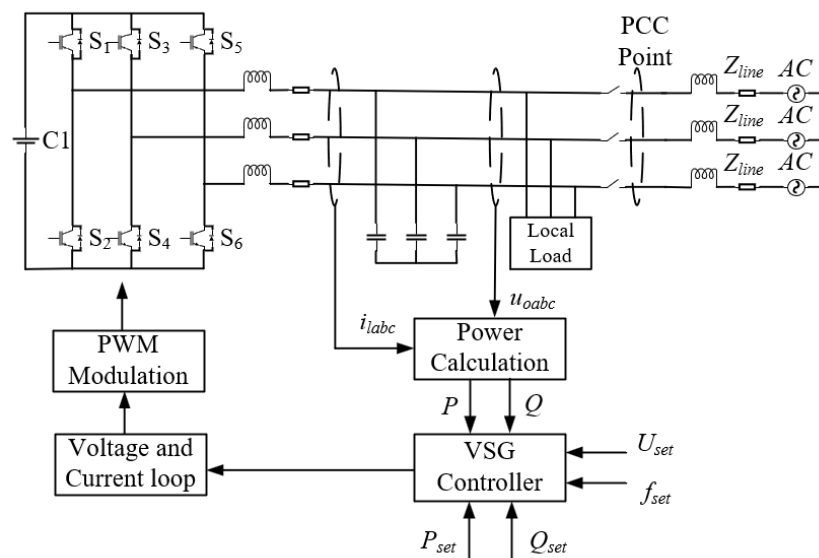 S1 S3 S5
PCC
Point
Zline AC
Zline AC
Zline AC
C1
S2 S4 S6
Local
Load
ilabc
uoabc
PWM
Modulation
Power
Calculation
P Q
Voltage and
Current loop
VSG
Controller
Uset
fset
Pset Qset